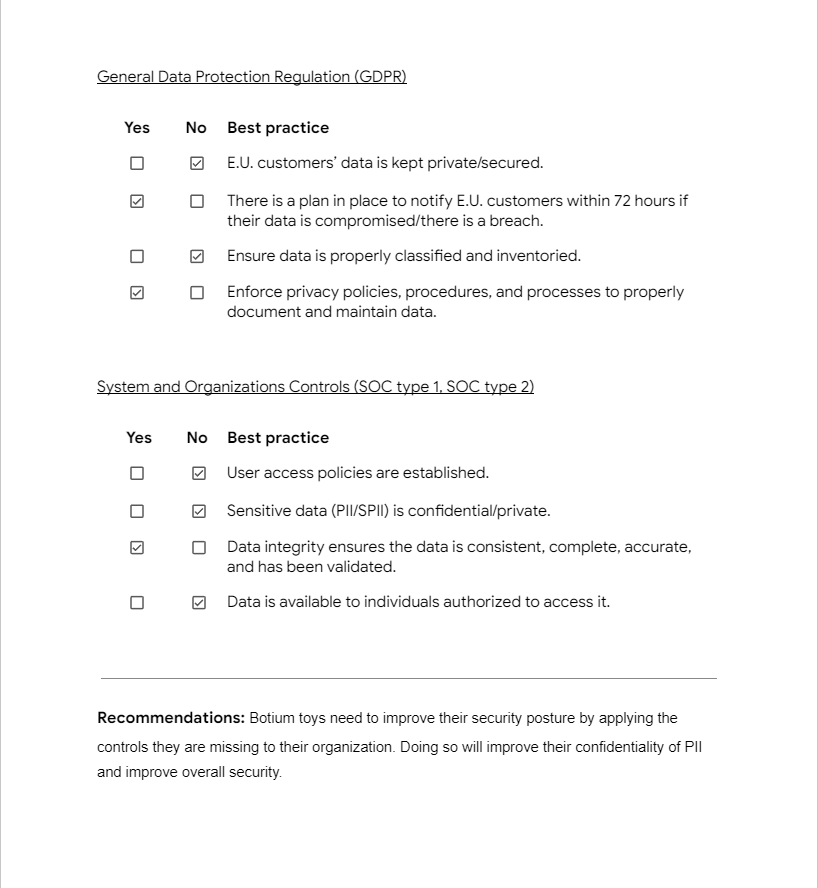 General Data Protection Regulation (GDPR)
Yes No Best practice
☐ ☑ E.U. customers’ data is kept private/secured.
☑ ☐ There is a plan in place to notify E.U. customers within 72 hours if
their data is compromised/there is a breach.
☐ ☑ Ensure data is properly classified and inventoried.
☑ ☐ Enforce privacy policies, procedures, and processes to properly
document and maintain data.
System and Organizations Controls (SOC type 1, SOC type 2)
Yes No Best practice
☐ ☑ User access policies are established.
☐ ☑ Sensitive data (PII/SPII) is confidential/private.
☑ ☐ Data integrity ensures the data is consistent, complete, accurate,
and has been validated.
☐ ☑ Data is available to individuals authorized to access it.
Recommendations: Botium toys need to improve their security posture by applying the
controls they are missing to their organization. Doing so will improve their confidentiality of PII
and improve overall security.